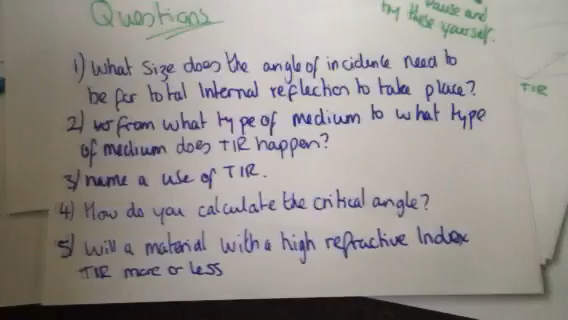 Questions
Pause and
try these yourself.
1) What size does the angle of incidence need to
be for total Internal reflection to take place?
2) from what type of medium to what type
of medium does TIR happen?
3) name a use of TIR.
4) How do you calculate the critical angle?
5) will a material with a high refractive Index
TIR more or less
TIR